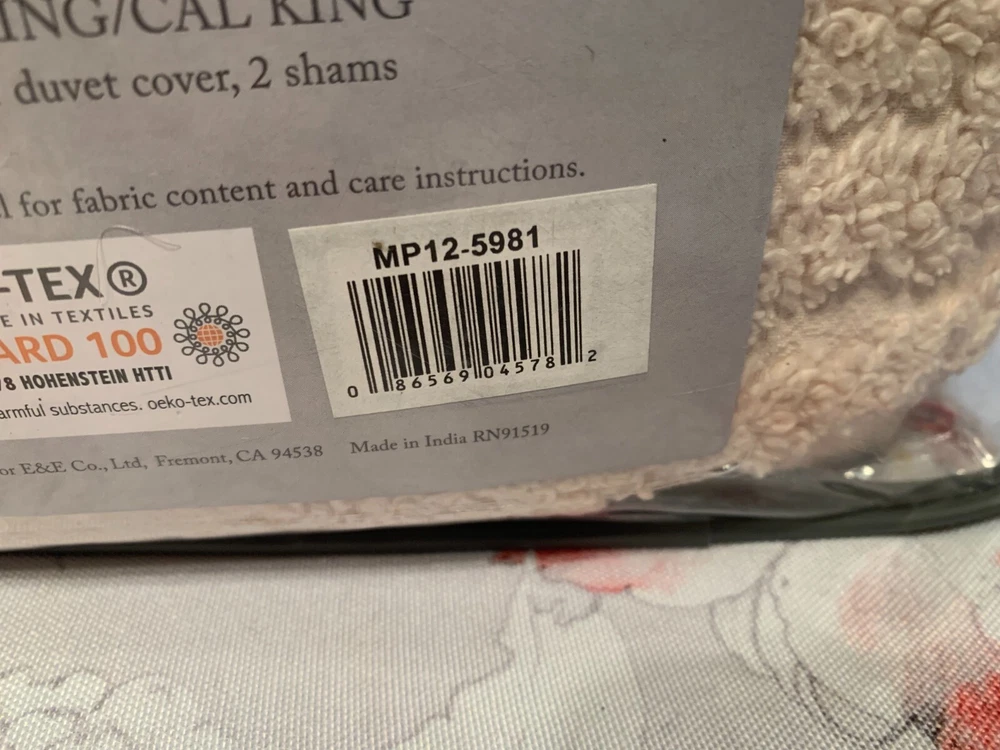 ING/CAL KING
duvet cover, 2 shams
for fabric content and care instructions.
-TEX®
E IN TEXTILES
ARD 100
/8 HOHENSTEIN HTTI
armful substances. oeko-tex.com
MP12-5981
0 86569 04578 2
or E&E Co., Ltd, Fremont, CA 94538 Made in India RN91519